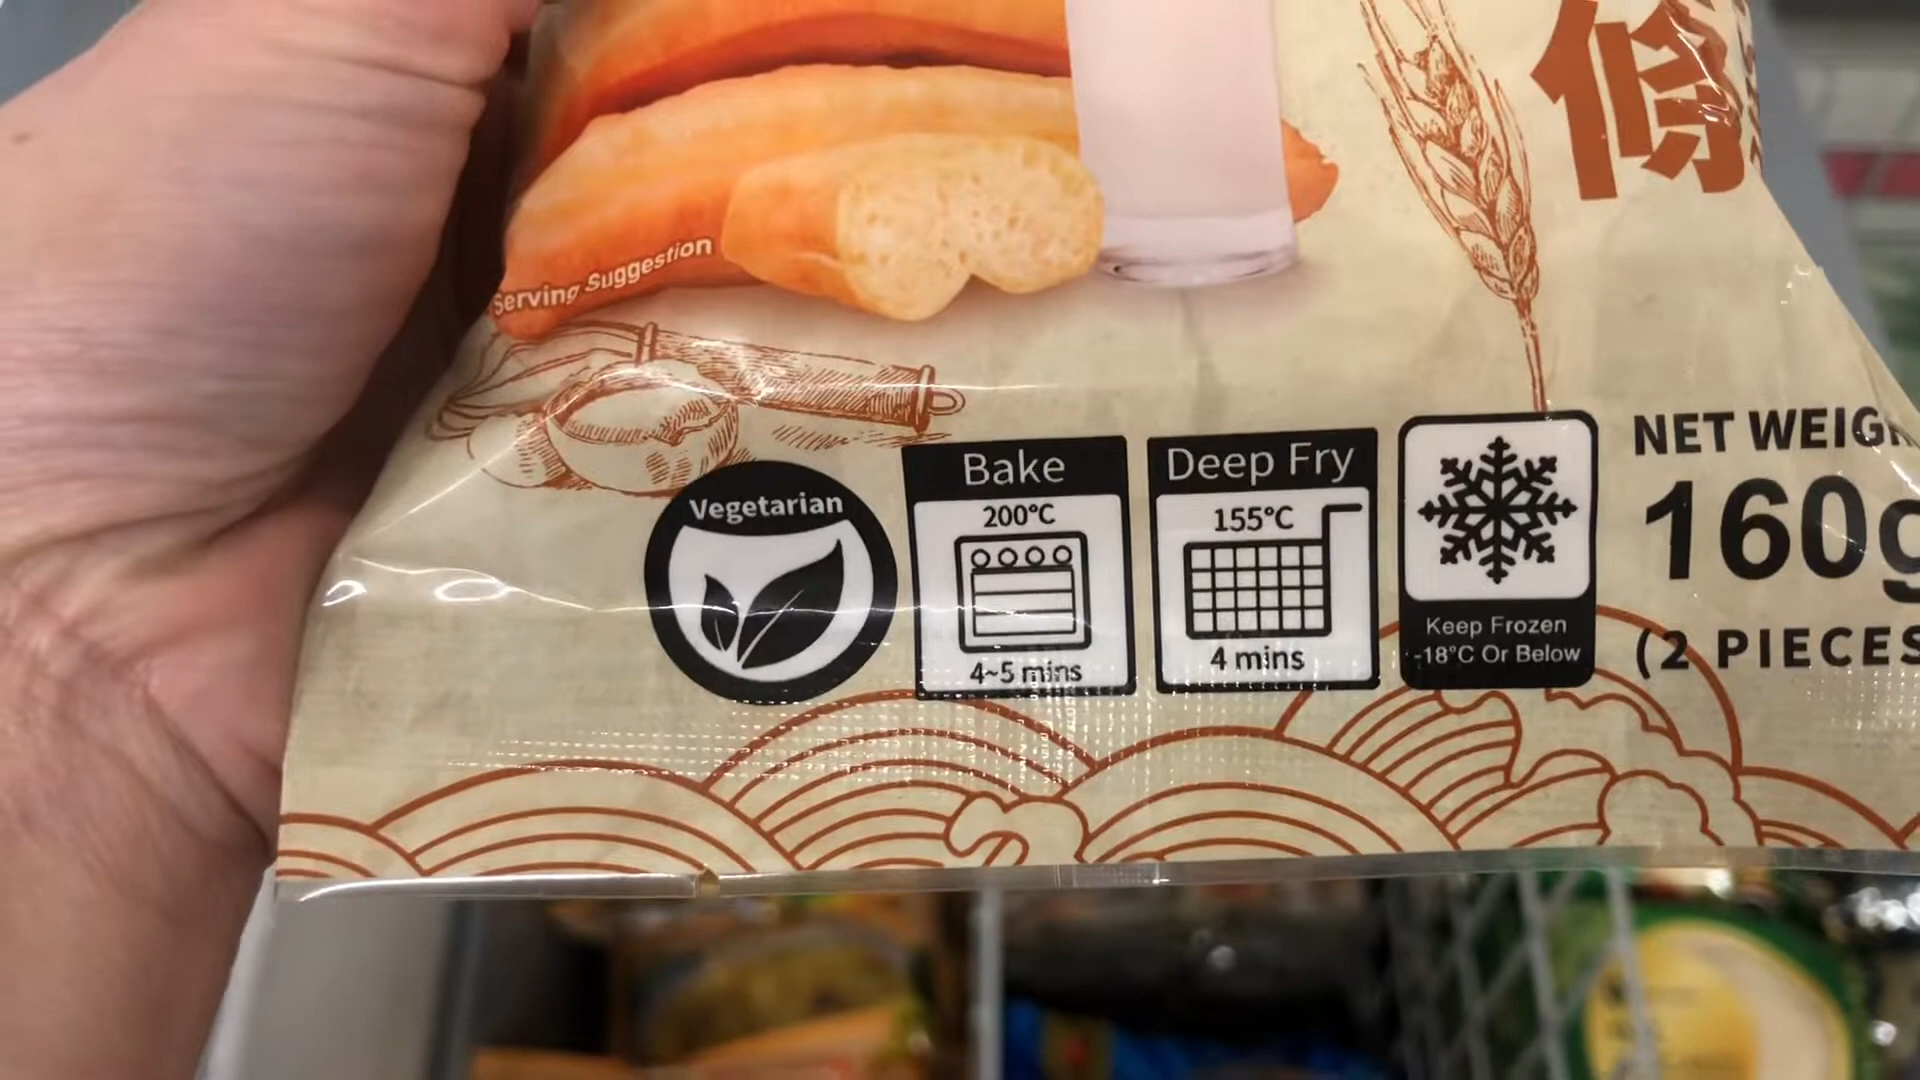 條
Serving Suggestion
Vegetarian
Bake
200°C
4~5 mins
Deep Fry
155°C
4 mins
Keep Frozen
-18°C Or Below
NET
160g
(2 PIECES